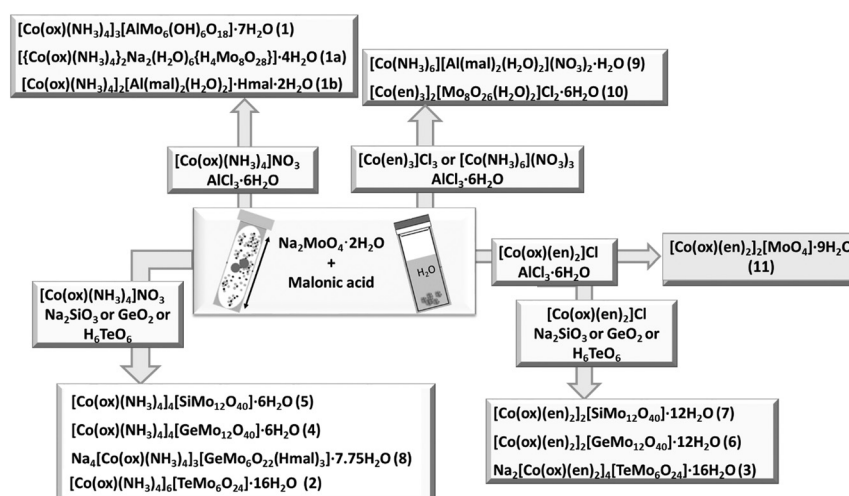 [Co(ox)(NH₃)₄]₃[AlMo₆(OH)₆O₁₈]·7H₂O (1)
[{Co(ox)(NH₃)₄}₂Na₂(H₂O)₆{H₄Mo₈O₂₈}]·4H₂O (1a)
[Co(ox)(NH₃)₄]₂[Al(mal)₂(H₂O)₂]·Hmal·2H₂O (1b)
[Co(NH₃)₆][Al(mal)₂(H₂O)₂](NO₃)₂·H₂O (9)
[Co(en)₃]₂[Mo₈O₂₆(H₂O)₂]Cl₂·6H₂O (10)
[Co(ox)(NH₃)₄]NO₃
AlCl₃·6H₂O
[Co(en)₃]Cl₃ or [Co(NH₃)₆](NO₃)₃
AlCl₃·6H₂O
Na₂MoO₄·2H₂O
+
Malonic acid
H₂O
[Co(ox)(en)₂]Cl
AlCl₃·6H₂O
[Co(ox)(en)₂]₂[MoO₄]·9H₂O
(11)
[Co(ox)(NH₃)₄]NO₃
Na₂SiO₃ or GeO₂ or
H₆TeO₆
[Co(ox)(en)₂]Cl
Na₂SiO₃ or GeO₂ or
H₆TeO₆
[Co(ox)(NH₃)₄]₄[SiMo₁₂O₄₀]·6H₂O (5)
[Co(ox)(NH₃)₄]₄[GeMo₁₂O₄₀]·6H₂O (4)
Na₄[Co(ox)(NH₃)₄]₃[GeMo₆O₂₂(Hmal)₃]·7.75H₂O (8)
[Co(ox)(NH₃)₄]₆[TeMo₆O₂₄]·16H₂O (2)
[Co(ox)(en)₂]₂[SiMo₁₂O₄₀]·12H₂O (7)
[Co(ox)(en)₂]₂[GeMo₁₂O₄₀]·12H₂O (6)
Na₂[Co(ox)(en)₂]₄[TeMo₆O₂₄]·16H₂O (3)